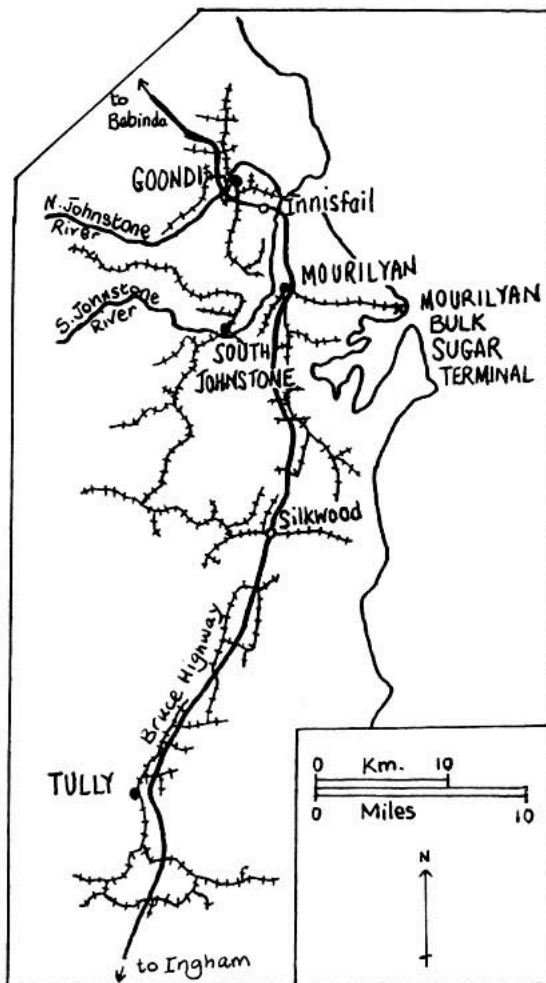 to
Babinda
GOONDI
Innisfail
N. Johnstone
River
MOURILYAN
S. Johnstone
River
MOURILYAN
BULK
SUGAR
TERMINAL
SOUTH
JOHNSTONE
Silkwood
Bruce Highway
TULLY
0 Km. 10
0 Miles 10
N
to Ingham